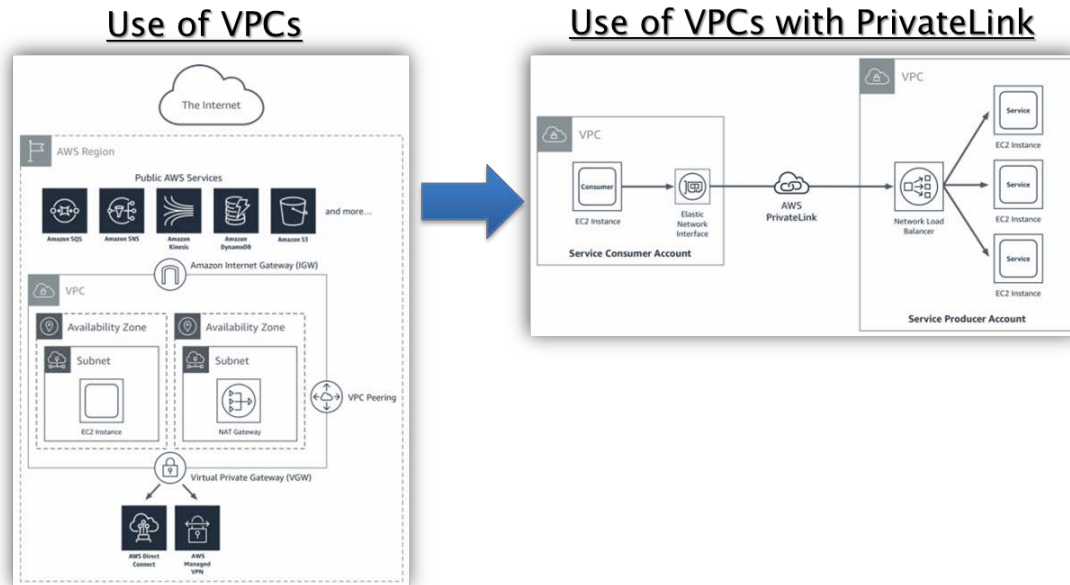 Use of VPCs
Use of VPCs with PrivateLink
The Internet
AWS Region
Public AWS Services
Amazon SQS
Amazon SNS
Amazon
Kinesis
Amazon
DynamoDB
Amazon S3
and more...
Amazon Internet Gateway (IGW)
VPC
Availability Zone
Availability Zone
Subnet
Subnet
EC2 Instance
NAT Gateway
VPC Peering
Virtual Private Gateway (VGW)
AWS Direct
Connect
AWS
Managed
VPN
VPC
Consumer
EC2 Instance
Elastic
Network
Interface
Service Consumer Account
AWS
PrivateLink
VPC
Network Load
Balancer
Service
EC2 Instance
Service
EC2 Instance
Service
EC2 Instance
Service Producer Account